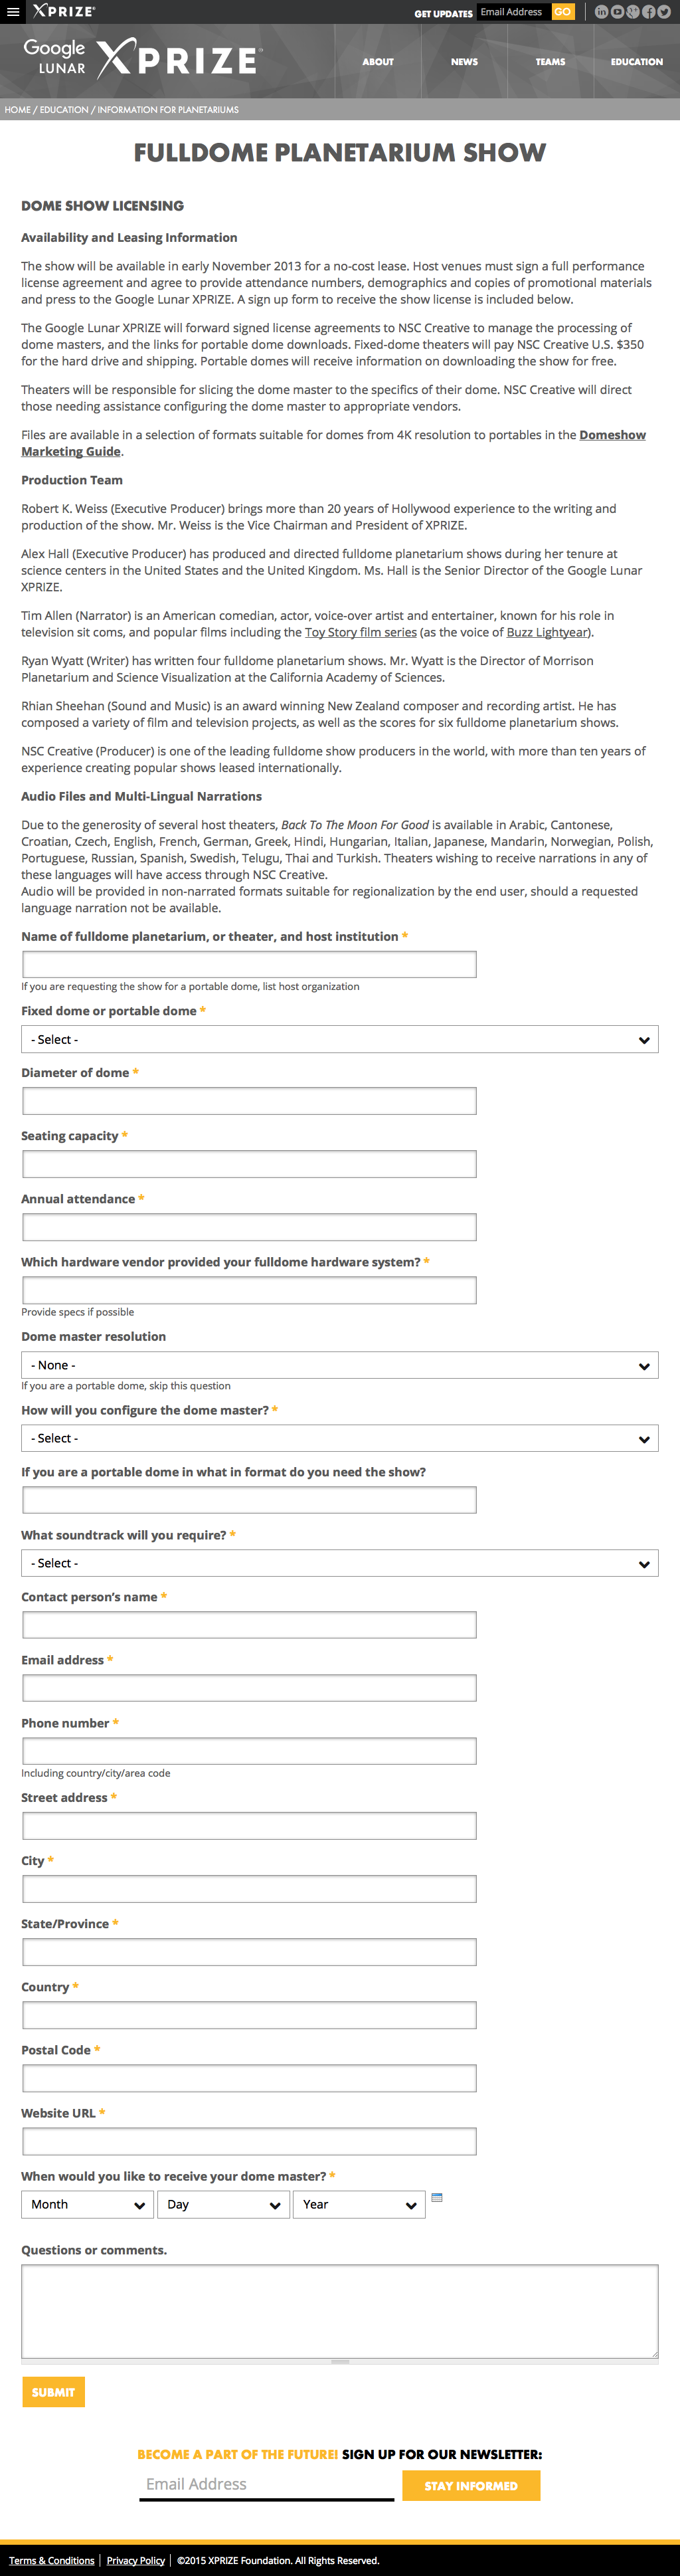 XPRIZE
GET UPDATES Email Address GO
Google
LUNAR
XPRIZE
ABOUT NEWS TEAMS EDUCATION
HOME / EDUCATION / INFORMATION FOR PLANETARIUMS
FULLDOME PLANETARIUM SHOW
DOME SHOW LICENSING
Availability and Leasing Information
The show will be available in early November 2013 for a no-cost lease. Host venues must sign a full performance
license agreement and agree to provide attendance numbers, demographics and copies of promotional materials
and press to the Google Lunar XPRIZE. A sign up form to receive the show license is included below.
The Google Lunar XPRIZE will forward signed license agreements to NSC Creative to manage the processing of
dome masters, and the links for portable dome downloads. Fixed-dome theaters will pay NSC Creative U.S. $350
for the hard drive and shipping. Portable domes will receive information on downloading the show for free.
Theaters will be responsible for slicing the dome master to the specifics of their dome. NSC Creative will direct
those needing assistance configuring the dome master to appropriate vendors.
Files are available in a selection of formats suitable for domes from 4K resolution to portables in the Domeshow
Marketing Guide.
Production Team
Robert K. Weiss (Executive Producer) brings more than 20 years of Hollywood experience to the writing and
production of the show. Mr. Weiss is the Vice Chairman and President of XPRIZE.
Alex Hall (Executive Producer) has produced and directed fulldome planetarium shows during her tenure at
science centers in the United States and the United Kingdom. Ms. Hall is the Senior Director of the Google Lunar
XPRIZE.
Tim Allen (Narrator) is an American comedian, actor, voice-over artist and entertainer, known for his role in
television sit coms, and popular films including the Toy Story film series (as the voice of Buzz Lightyear).
Ryan Wyatt (Writer) has written four fulldome planetarium shows. Mr. Wyatt is the Director of Morrison
Planetarium and Science Visualization at the California Academy of Sciences.
Rhian Sheehan (Sound and Music) is an award winning New Zealand composer and recording artist. He has
composed a variety of film and television projects, as well as the scores for six fulldome planetarium shows.
NSC Creative (Producer) is one of the leading fulldome show producers in the world, with more than ten years of
experience creating popular shows leased internationally.
Audio Files and Multi-Lingual Narrations
Due to the generosity of several host theaters, Back To The Moon For Good is available in Arabic, Cantonese,
Croatian, Czech, English, French, German, Greek, Hindi, Hungarian, Italian, Japanese, Mandarin, Norwegian, Polish,
Portuguese, Russian, Spanish, Swedish, Telugu, Thai and Turkish. Theaters wishing to receive narrations in any of
these languages will have access through NSC Creative.
Audio will be provided in non-narrated formats suitable for regionalization by the end user, should a requested
language narration not be available.
Name of fulldome planetarium, or theater, and host institution *
If you are requesting the show for a portable dome, list host organization
Fixed dome or portable dome *
- Select -
Diameter of dome *
Seating capacity *
Annual attendance *
Which hardware vendor provided your fulldome hardware system? *
Provide specs if possible
Dome master resolution
- None -
If you are a portable dome, skip this question
How will you configure the dome master? *
- Select -
If you are a portable dome in what in format do you need the show?
What soundtrack will you require? *
- Select -
Contact person's name *
Email address *
Phone number *
Including country/city/area code
Street address *
City *
State/Province *
Country *
Postal Code *
Website URL *
When would you like to receive your dome master? *
Month Day Year
Questions or comments.
SUBMIT
BECOME A PART OF THE FUTURE! SIGN UP FOR OUR NEWSLETTER:
Email Address STAY INFORMED
Terms & Conditions | Privacy Policy | ©2015 XPRIZE Foundation. All Rights Reserved.